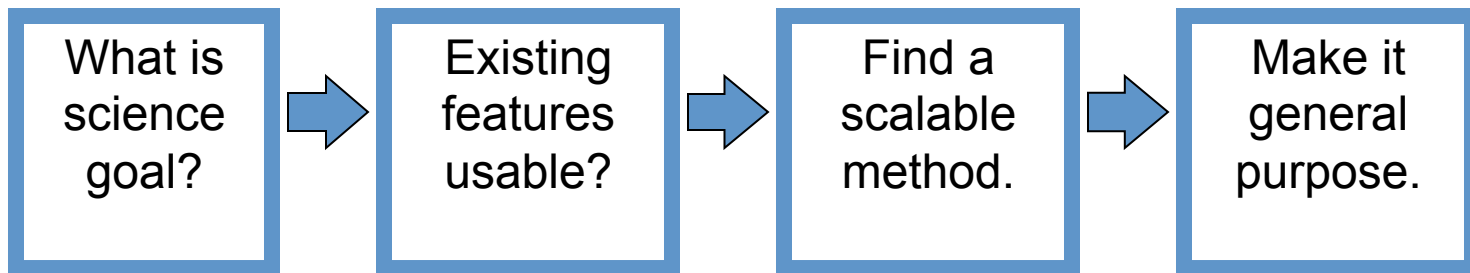 What is
science
goal?
Existing
features
usable?
Find a
scalable
method.
Make it
general
purpose.